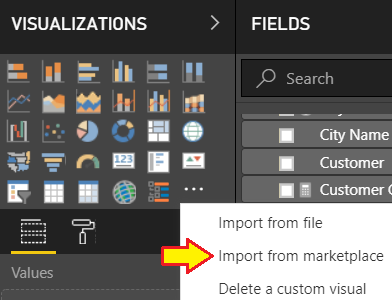 VISUALIZATIONS
FIELDS
Search
City Name
Customer
Customer
Import from file
Import from marketplace
Delete a custom visual
Values
123